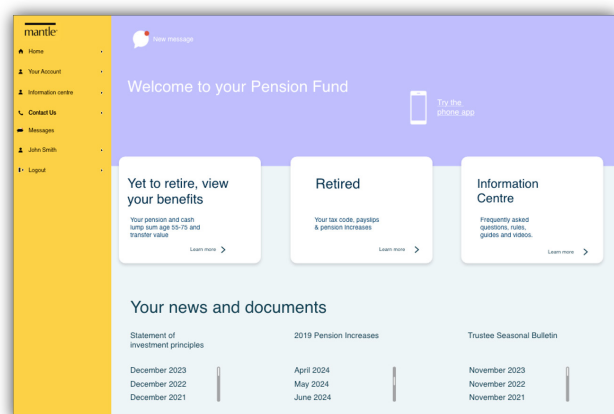 mantle
Home
Your Account
Information centre
Contact Us
Messages
John Smith
Logout
New message
Welcome to your Pension Fund
Try the
phone app
Yet to retire, view
your benefits
Your pension and cash
lump sum age 55-75 and
transfer value
Learn more
Retired
Your tax code, payslips
& pension Increases
Learn more
Information
Centre
Frequently asked
questions, rules,
guides and videos.
Learn more
Your news and documents
Statement of
investment principles
December 2023
December 2022
December 2021
2019 Pension Increases
April 2024
May 2024
June 2024
Trustee Seasonal Bulletin
November 2023
November 2022
November 2021